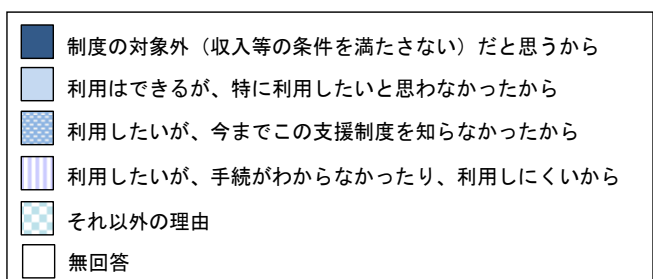 制度の対象外（収入等の条件を満たさない）だと思うから
利用はできるが、特に利用したいと思わなかったから
利用したいが、今までこの支援制度を知らなかったから
利用したいが、手続がわからなかったり、利用しにくいから
それ以外の理由
無回答